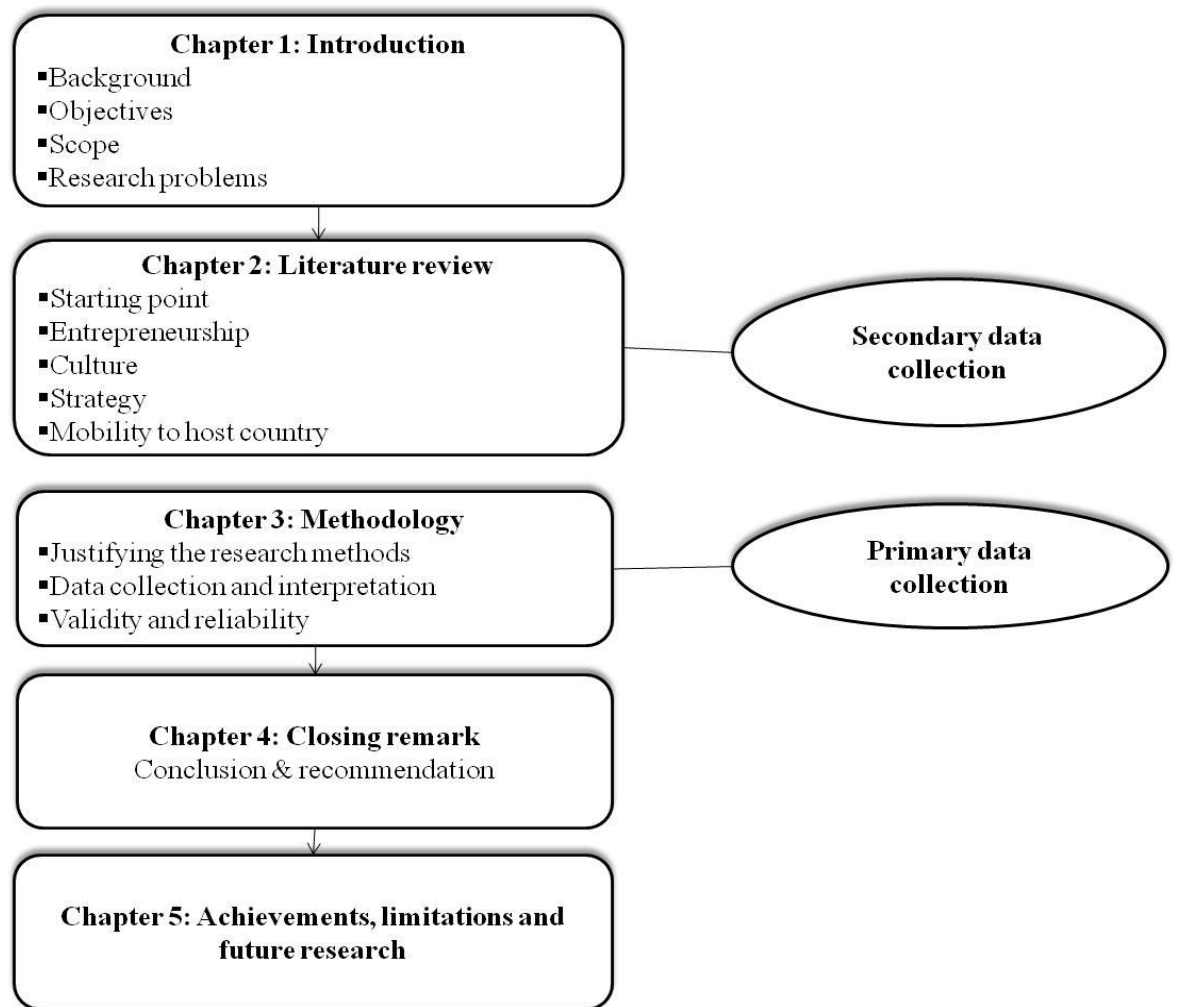 Chapter 1: Introduction
▪Background
▪Objectives
▪Scope
▪Research problems
Chapter 2: Literature review
▪Starting point
▪Entrepreneurship
▪Culture
▪Strategy
▪Mobility to host country
Secondary data
collection
Chapter 3: Methodology
▪Justifying the research methods
▪Data collection and interpretation
▪Validity and reliability
Primary data
collection
Chapter 4: Closing remark
Conclusion & recommendation
Chapter 5: Achievements, limitations and
future research